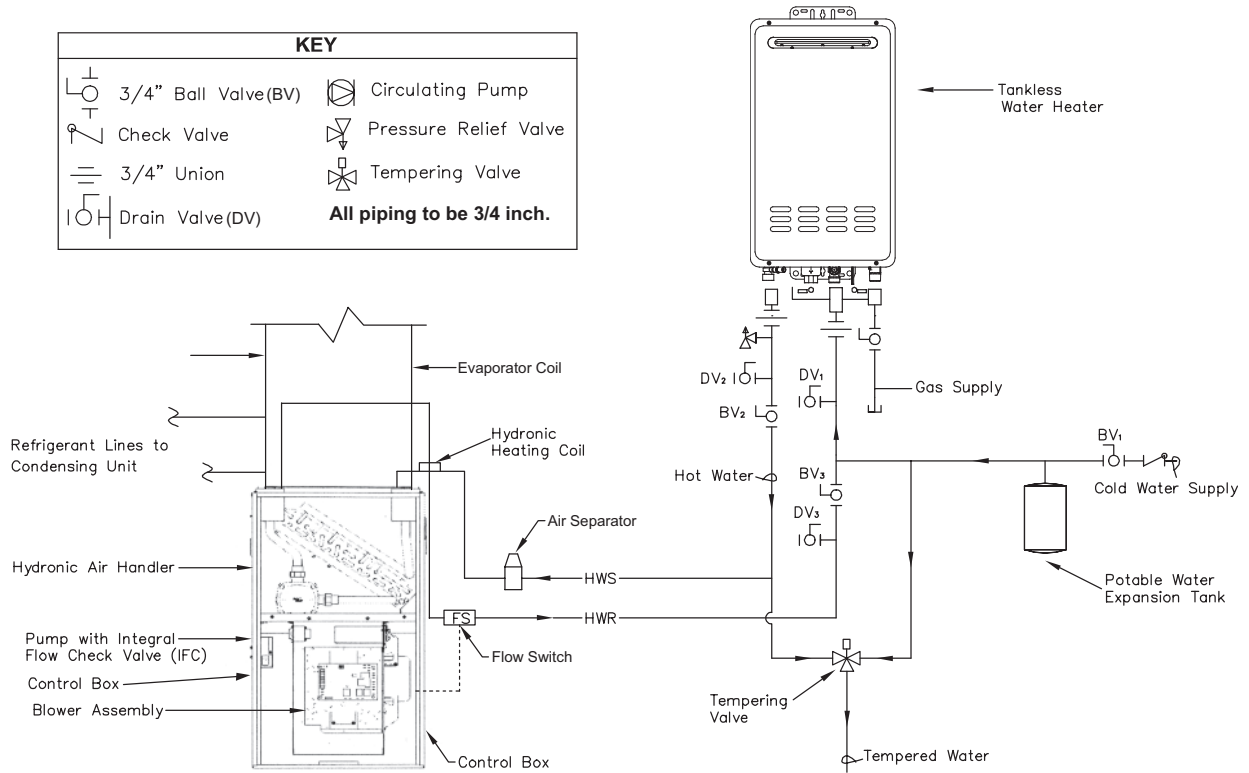 KEY
3/4" Ball Valve(BV)
Check Valve
3/4" Union
Drain Valve(DV)
Circulating Pump
Pressure Relief Valve
Tempering Valve
All piping to be 3/4 inch.
Tankless
Water Heater
Evaporator Coil
Refrigerant Lines to
Condensing Unit
Hydronic
Heating Coil
Air Separator
HWS
HWR
FS
Flow Switch
Hydronic Air Handler
Pump with Integral
Flow Check Valve (IFC)
Control Box
Blower Assembly
Control Box
DV₂
BV₂
DV₁
Gas Supply
Hot Water
BV₃
DV₃
BV₁
Cold Water Supply
Potable Water
Expansion Tank
Tempering
Valve
Tempered Water